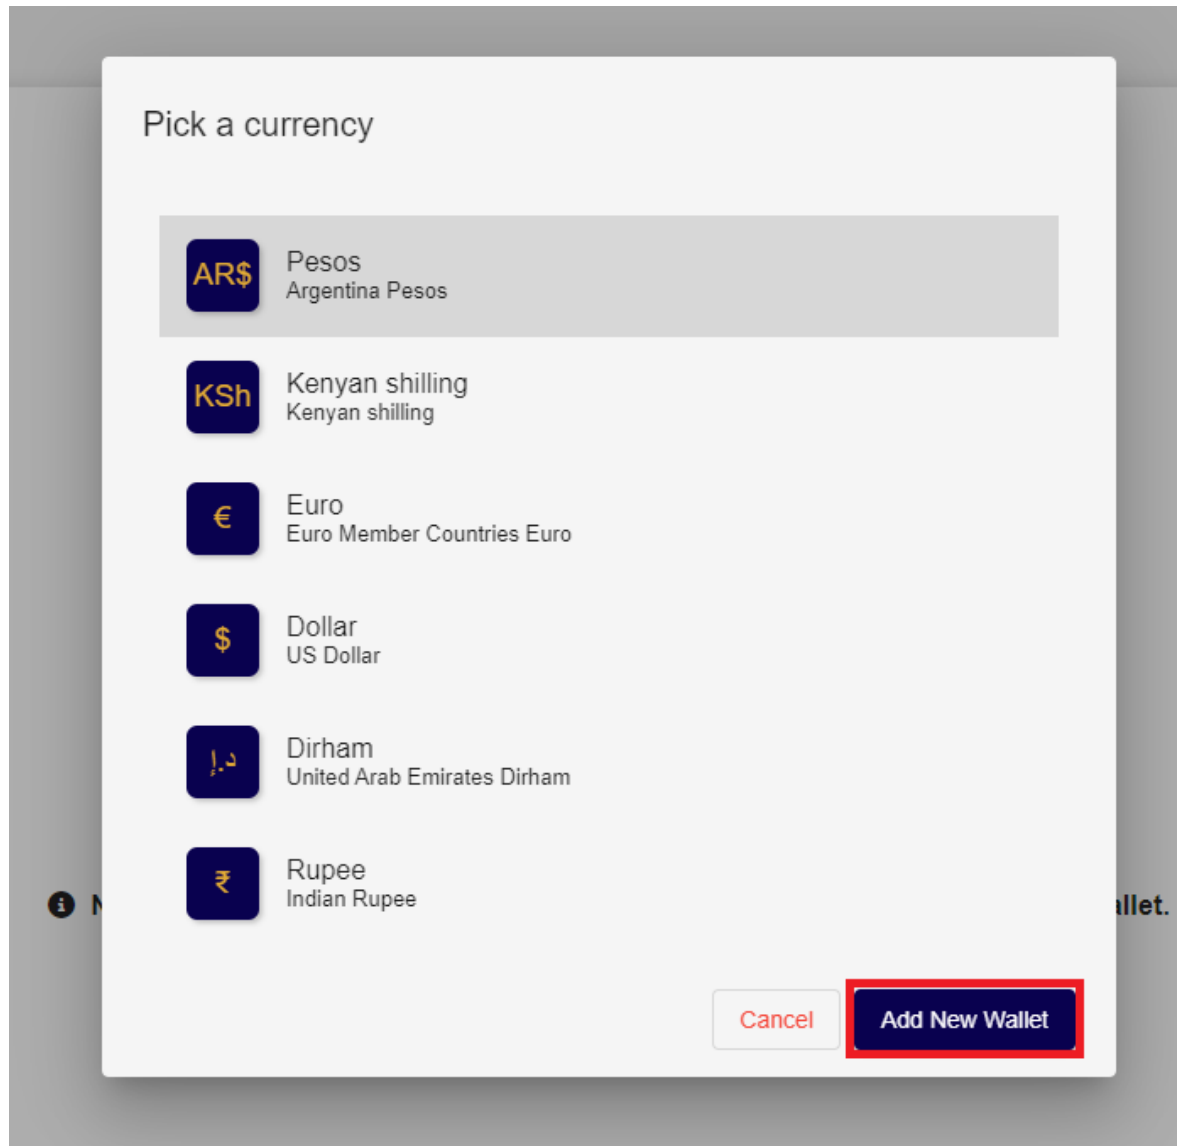 Pick a currency
AR$
Pesos
Argentina Pesos
KSh
Kenyan shilling
Kenyan shilling
€
Euro
Euro Member Countries Euro
$
Dollar
US Dollar
د.إ
Dirham
United Arab Emirates Dirham
₹
Rupee
Indian Rupee
Cancel
Add New Wallet